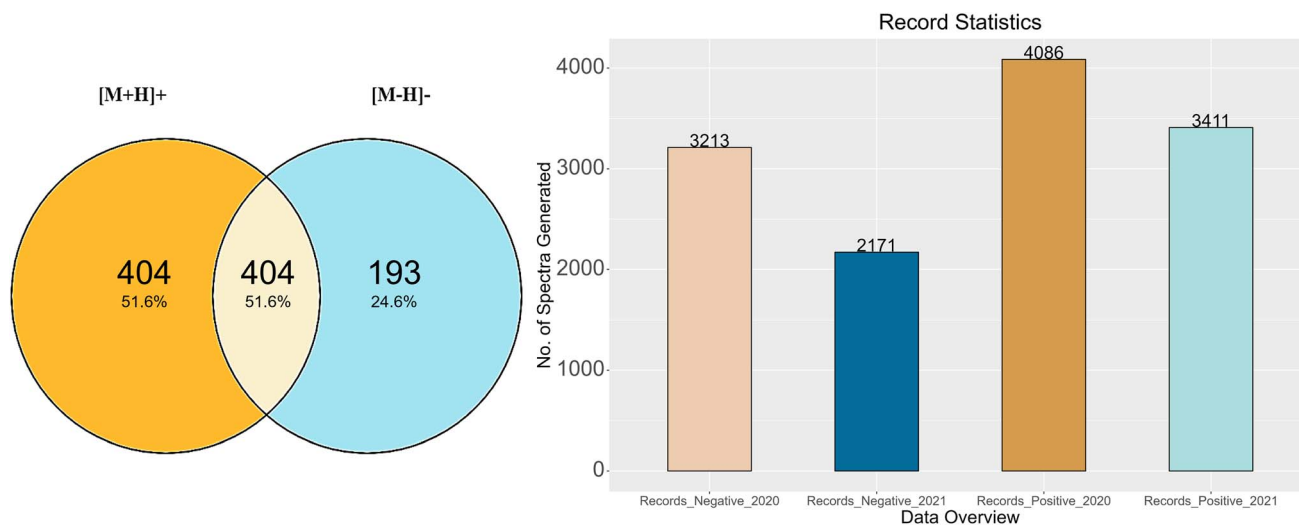 [M+H]+
[M-H]-
404
51.6%
404
51.6%
193
24.6%
Record Statistics
No. of Spectra Generated
4000
3000
2000
1000
0
3213
2171
4086
3411
Records_Negative_2020
Records_Negative_2021
Records_Positive_2020
Records_Positive_2021
Data Overview